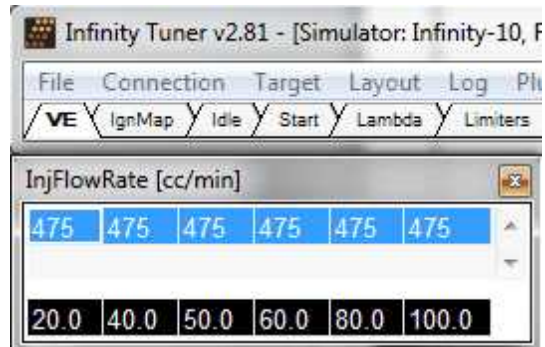 Infinity Tuner v2.81 - [Simulator: Infinity-10, F
File Connection Target Layout Log Plu
VE IgnMap Idle Start Lambda Limiters
InjFlowRate [cc/min]
475 475 475 475 475 475
20.0 40.0 50.0 60.0 80.0 100.0